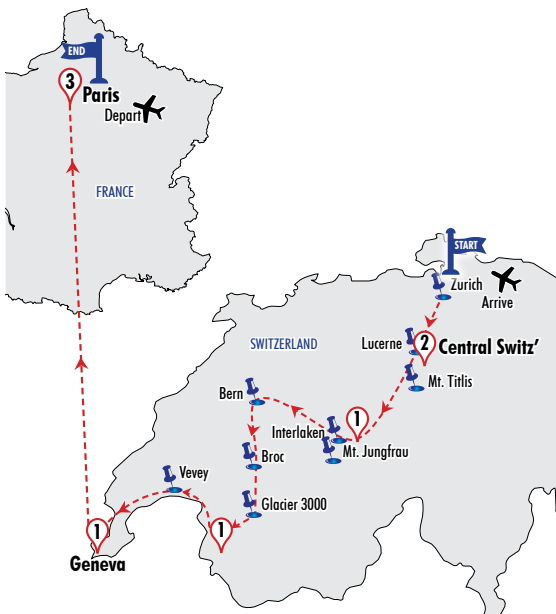 END
3
Paris
Depart
FRANCE
START
Zurich
Arrive
SWITZERLAND
Lucerne
2
Central Switz'
Mt. Titlis
Bern
1
Interlaken
Mt. Jungfrau
Broc
Vevey
Glacier 3000
1
1
Geneva